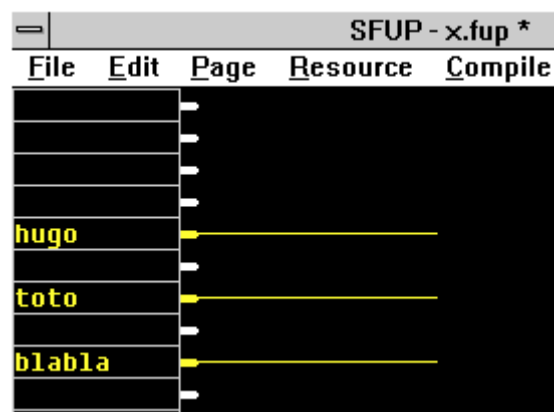 SFUP - x.fup *
File Edit Page Resource Compile
hugo
toto
blabla